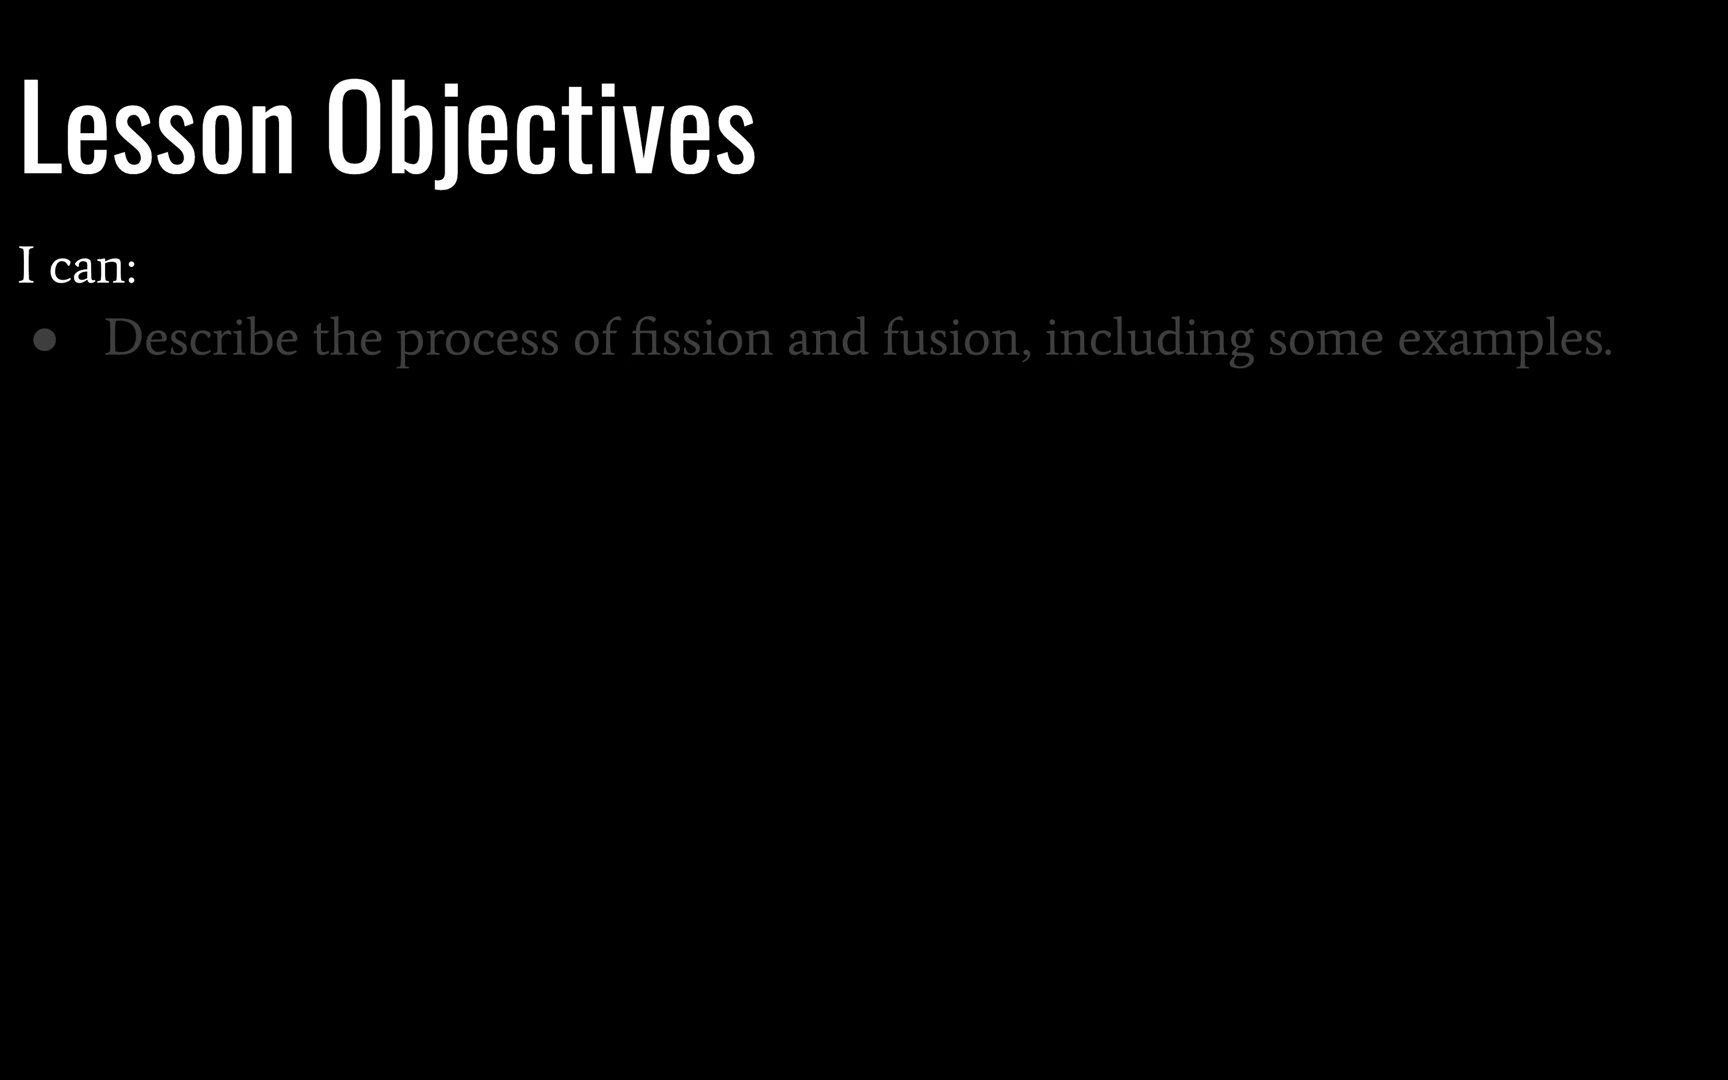 Lesson Objectives
I can:
● Describe the process of fission and fusion, including some examples.